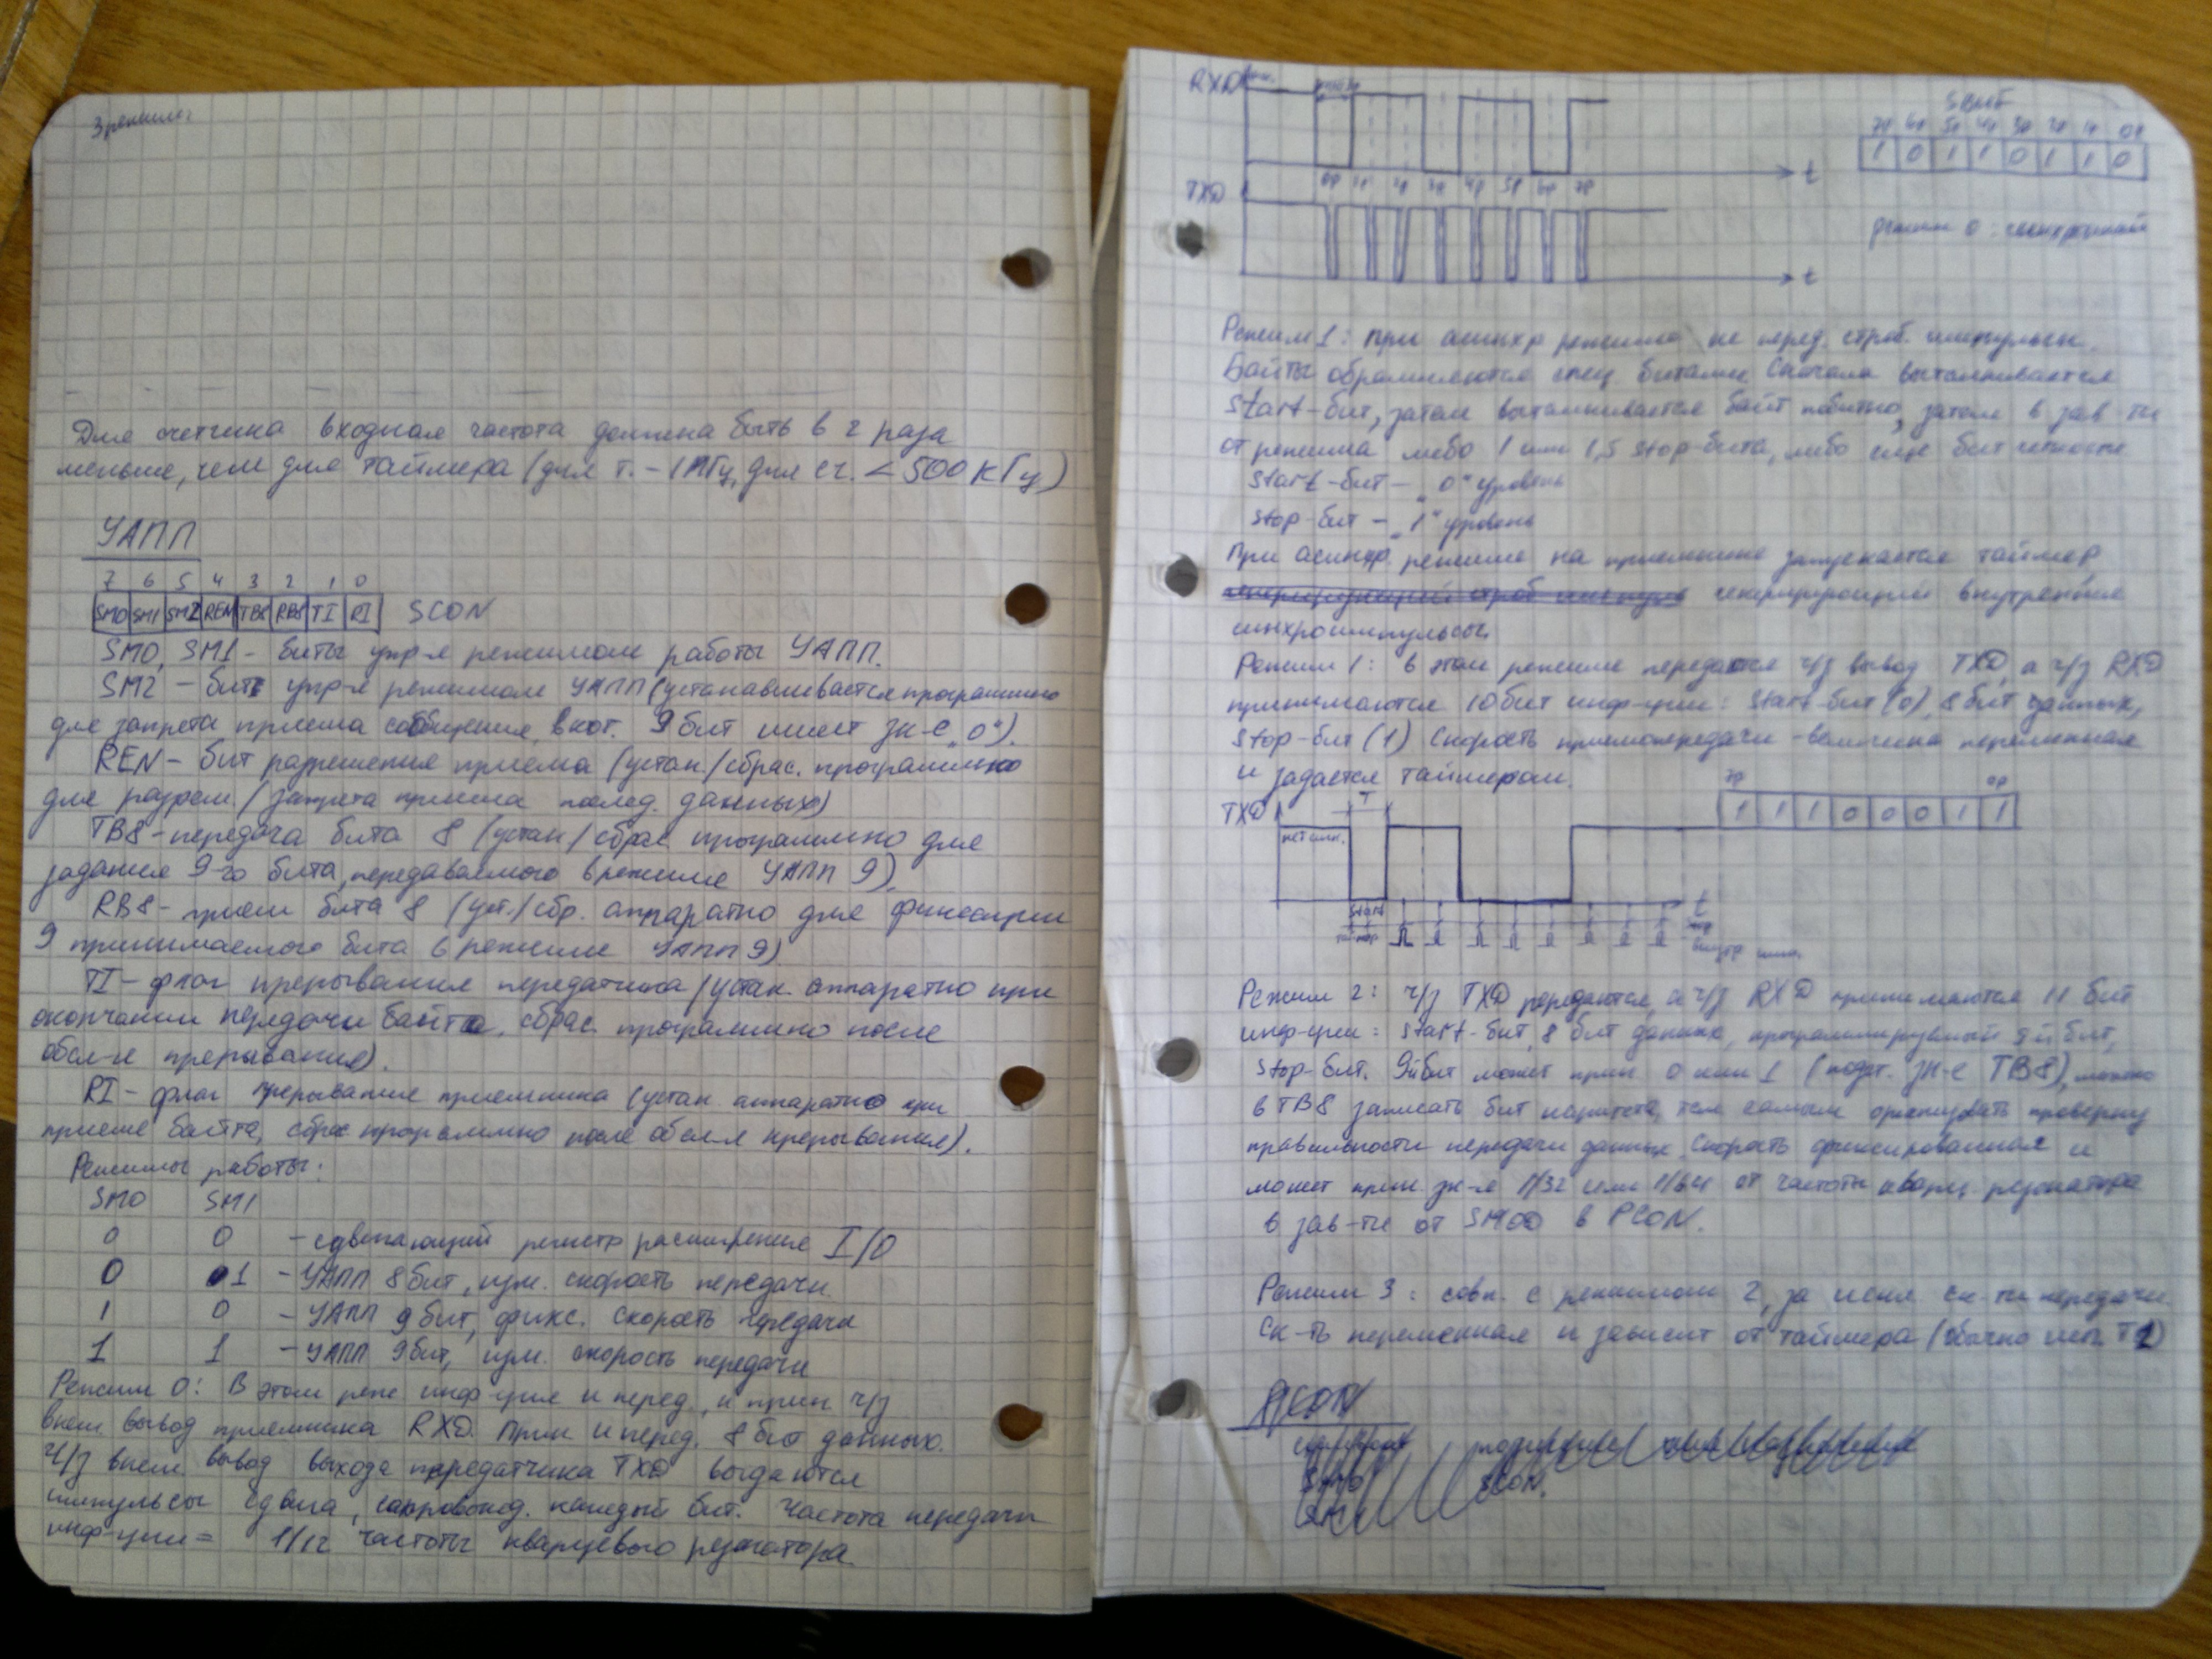 3 режима:
Для счетчика входная частота должна быть в 2 раза
меньше, чем для таймера (для т. – 1МГц, для сч. < 500 кГц)
УАПП
7 6 5 4 3 2 1 0
SM0 SM1 SM2 REN TB8 RB8 TI RI SCON
SM0, SM1 – биты упр-я режимом работы УАПП.
SM2 – бит упр-я режимом УАПП (устанавливается программно
для запрета приема сообщения, в кот. 9 бит имеет зн-е „0“).
REN – бит разрешения приема (устан./сброс. программно
для разреш./запрета приема послед. данных)
TB8 – передача бита 8 (устан/сброс программно для
задания 9-го бита, передаваемого в режиме УАПП 9).
RB8 – прием бита 8 (уст./сбр. аппаратно для фиксации
9 принимаемого бита в режиме УАПП 9)
TI – флаг прерывания передатчика (устан. аппаратно при
окончании передачи байта, сброс. программно после
обсл-я прерывания).
RI – флаг прерывания приемника (устан аппаратно при
приеме байта, сброс программно после обсл-я прерывания).
Режимы работы:
SM0 SM1
0 0 – сдвигающий регистр расширения I/O
0 1 – УАПП 8 бит, изм. скорость передачи.
1 0 – УАПП 9 бит, фикс. скорость передачи
1 1 – УАПП 9 бит, изм. скорость передачи
Режим 0: В этом реж инф-ция и перед., и прин ч/з
внеш. вывод приемника RXD. Прин и перед. 8 бит данных.
Ч/з внеш. вывод выхода передатчика TXD выдаются
импульсы сдвига, сопровожд. каждый бит. Частота передачи
инф-ции = 1/12 частоты кварцевого резонатора.
RXD
t
SBUF
7р 6р 5р 4р 3р 2р 1р 0р
1 0 1 1 0 1 1 0
0р 1р 2р 3р 4р 5р 6р 7р
TXD
t
режим 0: синхронный
Режим 1: при асинхр режиме не перед. строб. импульсы.
Байты обрамляются спец. битами. Сначала выталкивается
Start-бит, затем выталкивается байт побитно, затем в зав-ти
от режима либо 1 или 1,5 stop-бита, либо еще бит четности
Start-бит – „0“ уровень
Stop-бит – „1“ уровень
При асинхр. режиме на приемнике запускается таймер
генерирующий внутренние
синхроимпульсы.
Режим 1: в этом режиме передаются ч/з вывод TXD, а ч/з RXD
принимаются 10 бит инф-ции: Start-бит (0), 8 бит данных,
Stop-бит (1) Скорость приемопередачи – величина переменная
и задается таймером.
7р 0р
1 1 1 0 0 0 1 1
TXD
T
нет инф.
t
start
внутр. имп.
Режим 2: ч/з TXD передаются, а ч/з RXD принимаются 11 бит
инф-ции: start-бит, 8 бит данных, программируемый 9й бит,
Stop-бит. 9й бит может прин. 0 или 1 (подт. зн-е TB8), можно
в TB8 записать бит паритета, тем самым организовать проверку
правильности передачи данных. Скорость фиксированная и
может прин. зн-я 1/32 или 1/64 от частоты кварц. резонатора
в зав-ти от SMOD в PCON.
Режим 3: совп. с режимом 2, за искл. ск-ти передачи.
Ск-ть переменная и зависит от таймера (обычно исп. T1)
PCON
SCON.